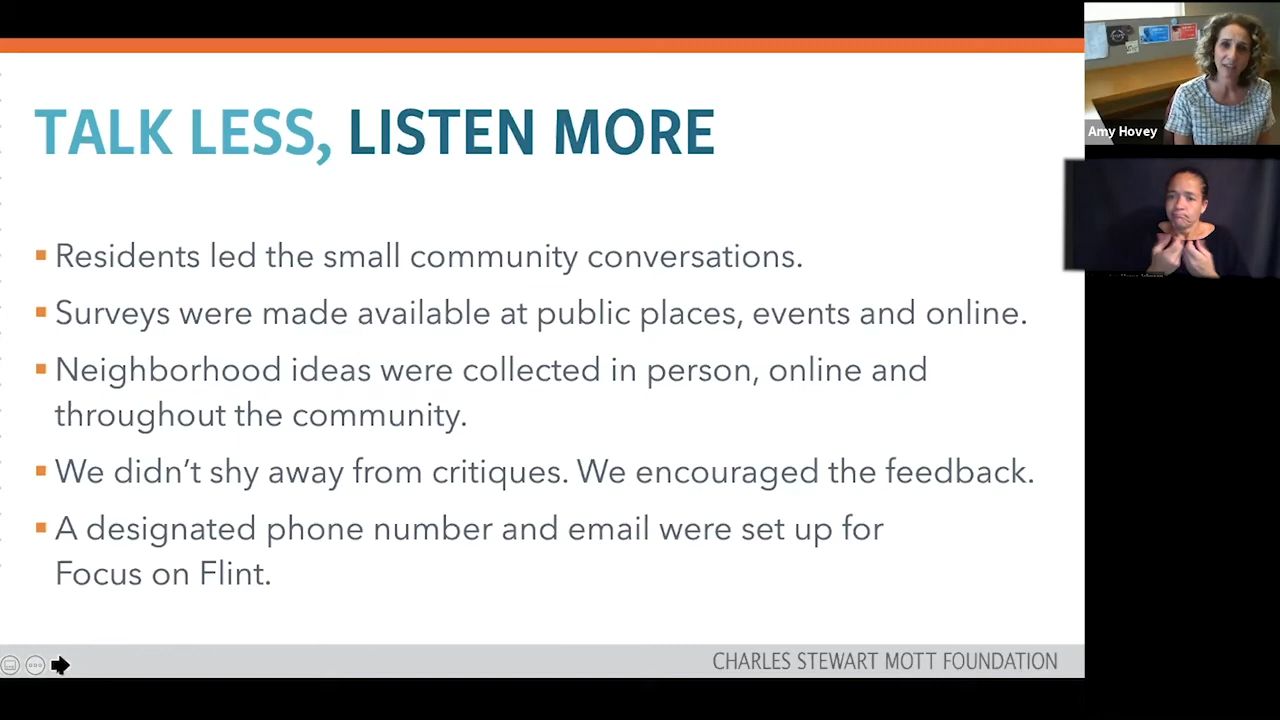 TALK LESS, LISTEN MORE
Residents led the small community conversations.
Surveys were made available at public places, events and online.
Neighborhood ideas were collected in person, online and
throughout the community.
We didn't shy away from critiques. We encouraged the feedback.
A designated phone number and email were set up for
Focus on Flint.
CHARLES STEWART MOTT FOUNDATION
Amy Hovey